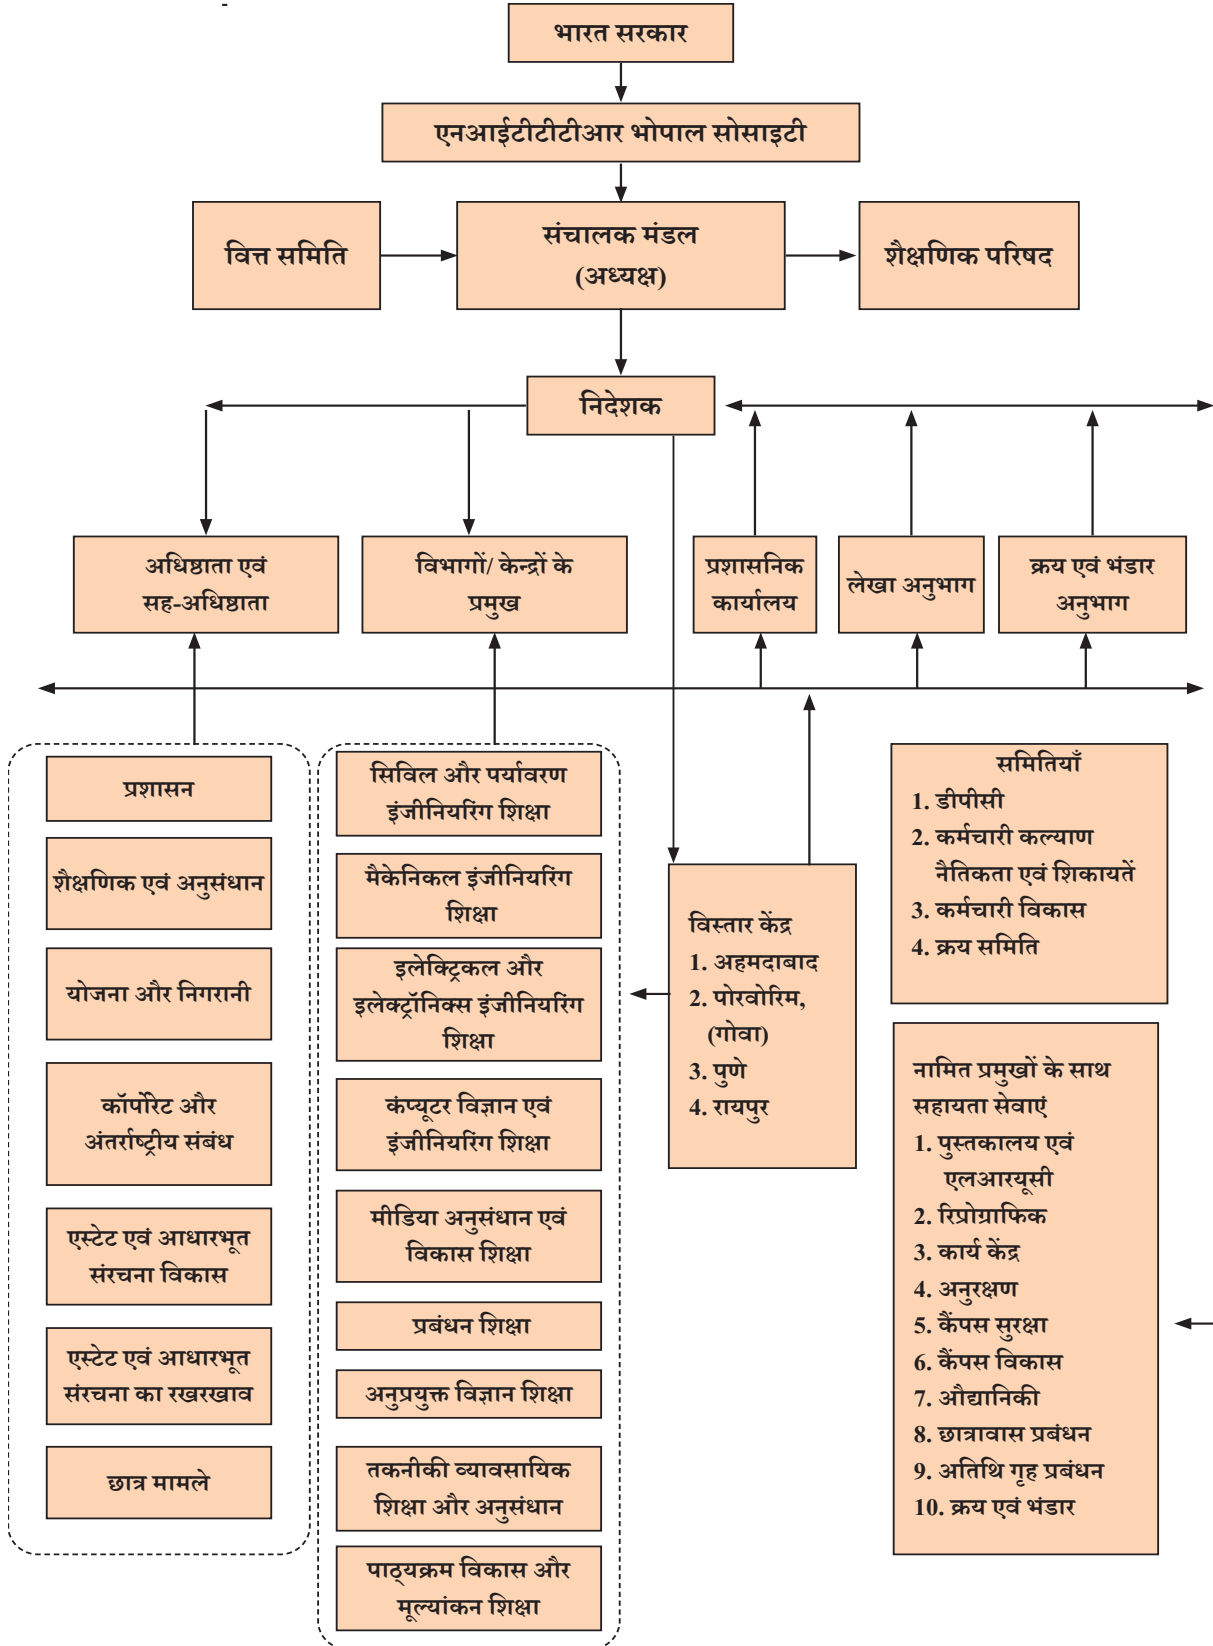 भारत सरकार
एनआईटीटीटीआर भोपाल सोसाइटी
वित्त समिति
संचालक मंडल
(अध्यक्ष)
शैक्षणिक परिषद
निदेशक
अधिष्ठाता एवं
सह-अधिष्ठाता
विभागों/ केन्द्रों के
प्रमुख
प्रशासनिक
कार्यालय
लेखा अनुभाग
क्रय एवं भंडार
अनुभाग
प्रशासन
शैक्षणिक एवं अनुसंधान
योजना और निगरानी
कॉर्पोरेट और
अंतर्राष्ट्रीय संबंध
एस्टेट एवं आधारभूत
संरचना विकास
एस्टेट एवं आधारभूत
संरचना का रखरखाव
छात्र मामले
सिविल और पर्यावरण
इंजीनियरिंग शिक्षा
मैकेनिकल इंजीनियरिंग
शिक्षा
इलेक्ट्रिकल और
इलेक्ट्रॉनिक्स इंजीनियरिंग
शिक्षा
कंप्यूटर विज्ञान एवं
इंजीनियरिंग शिक्षा
मीडिया अनुसंधान एवं
विकास शिक्षा
प्रबंधन शिक्षा
अनुप्रयुक्त विज्ञान शिक्षा
तकनीकी व्यावसायिक
शिक्षा और अनुसंधान
पाठ्यक्रम विकास और
मूल्यांकन शिक्षा
विस्तार केंद्र
1. अहमदाबाद
2. पोरवोरिम,
(गोवा)
3. पुणे
4. रायपुर
समितियाँ
1. डीपीसी
2. कर्मचारी कल्याण
नैतिकता एवं शिकायतें
3. कर्मचारी विकास
4. क्रय समिति
नामित प्रमुखों के साथ
सहायता सेवाएं
1. पुस्तकालय एवं
एलआरयूसी
2. रिप्रोग्राफिक
3. कार्य केंद्र
4. अनुरक्षण
5. कैंपस सुरक्षा
6. कैंपस विकास
7. औद्यानिकी
8. छात्रावास प्रबंधन
9. अतिथि गृह प्रबंधन
10. क्रय एवं भंडार